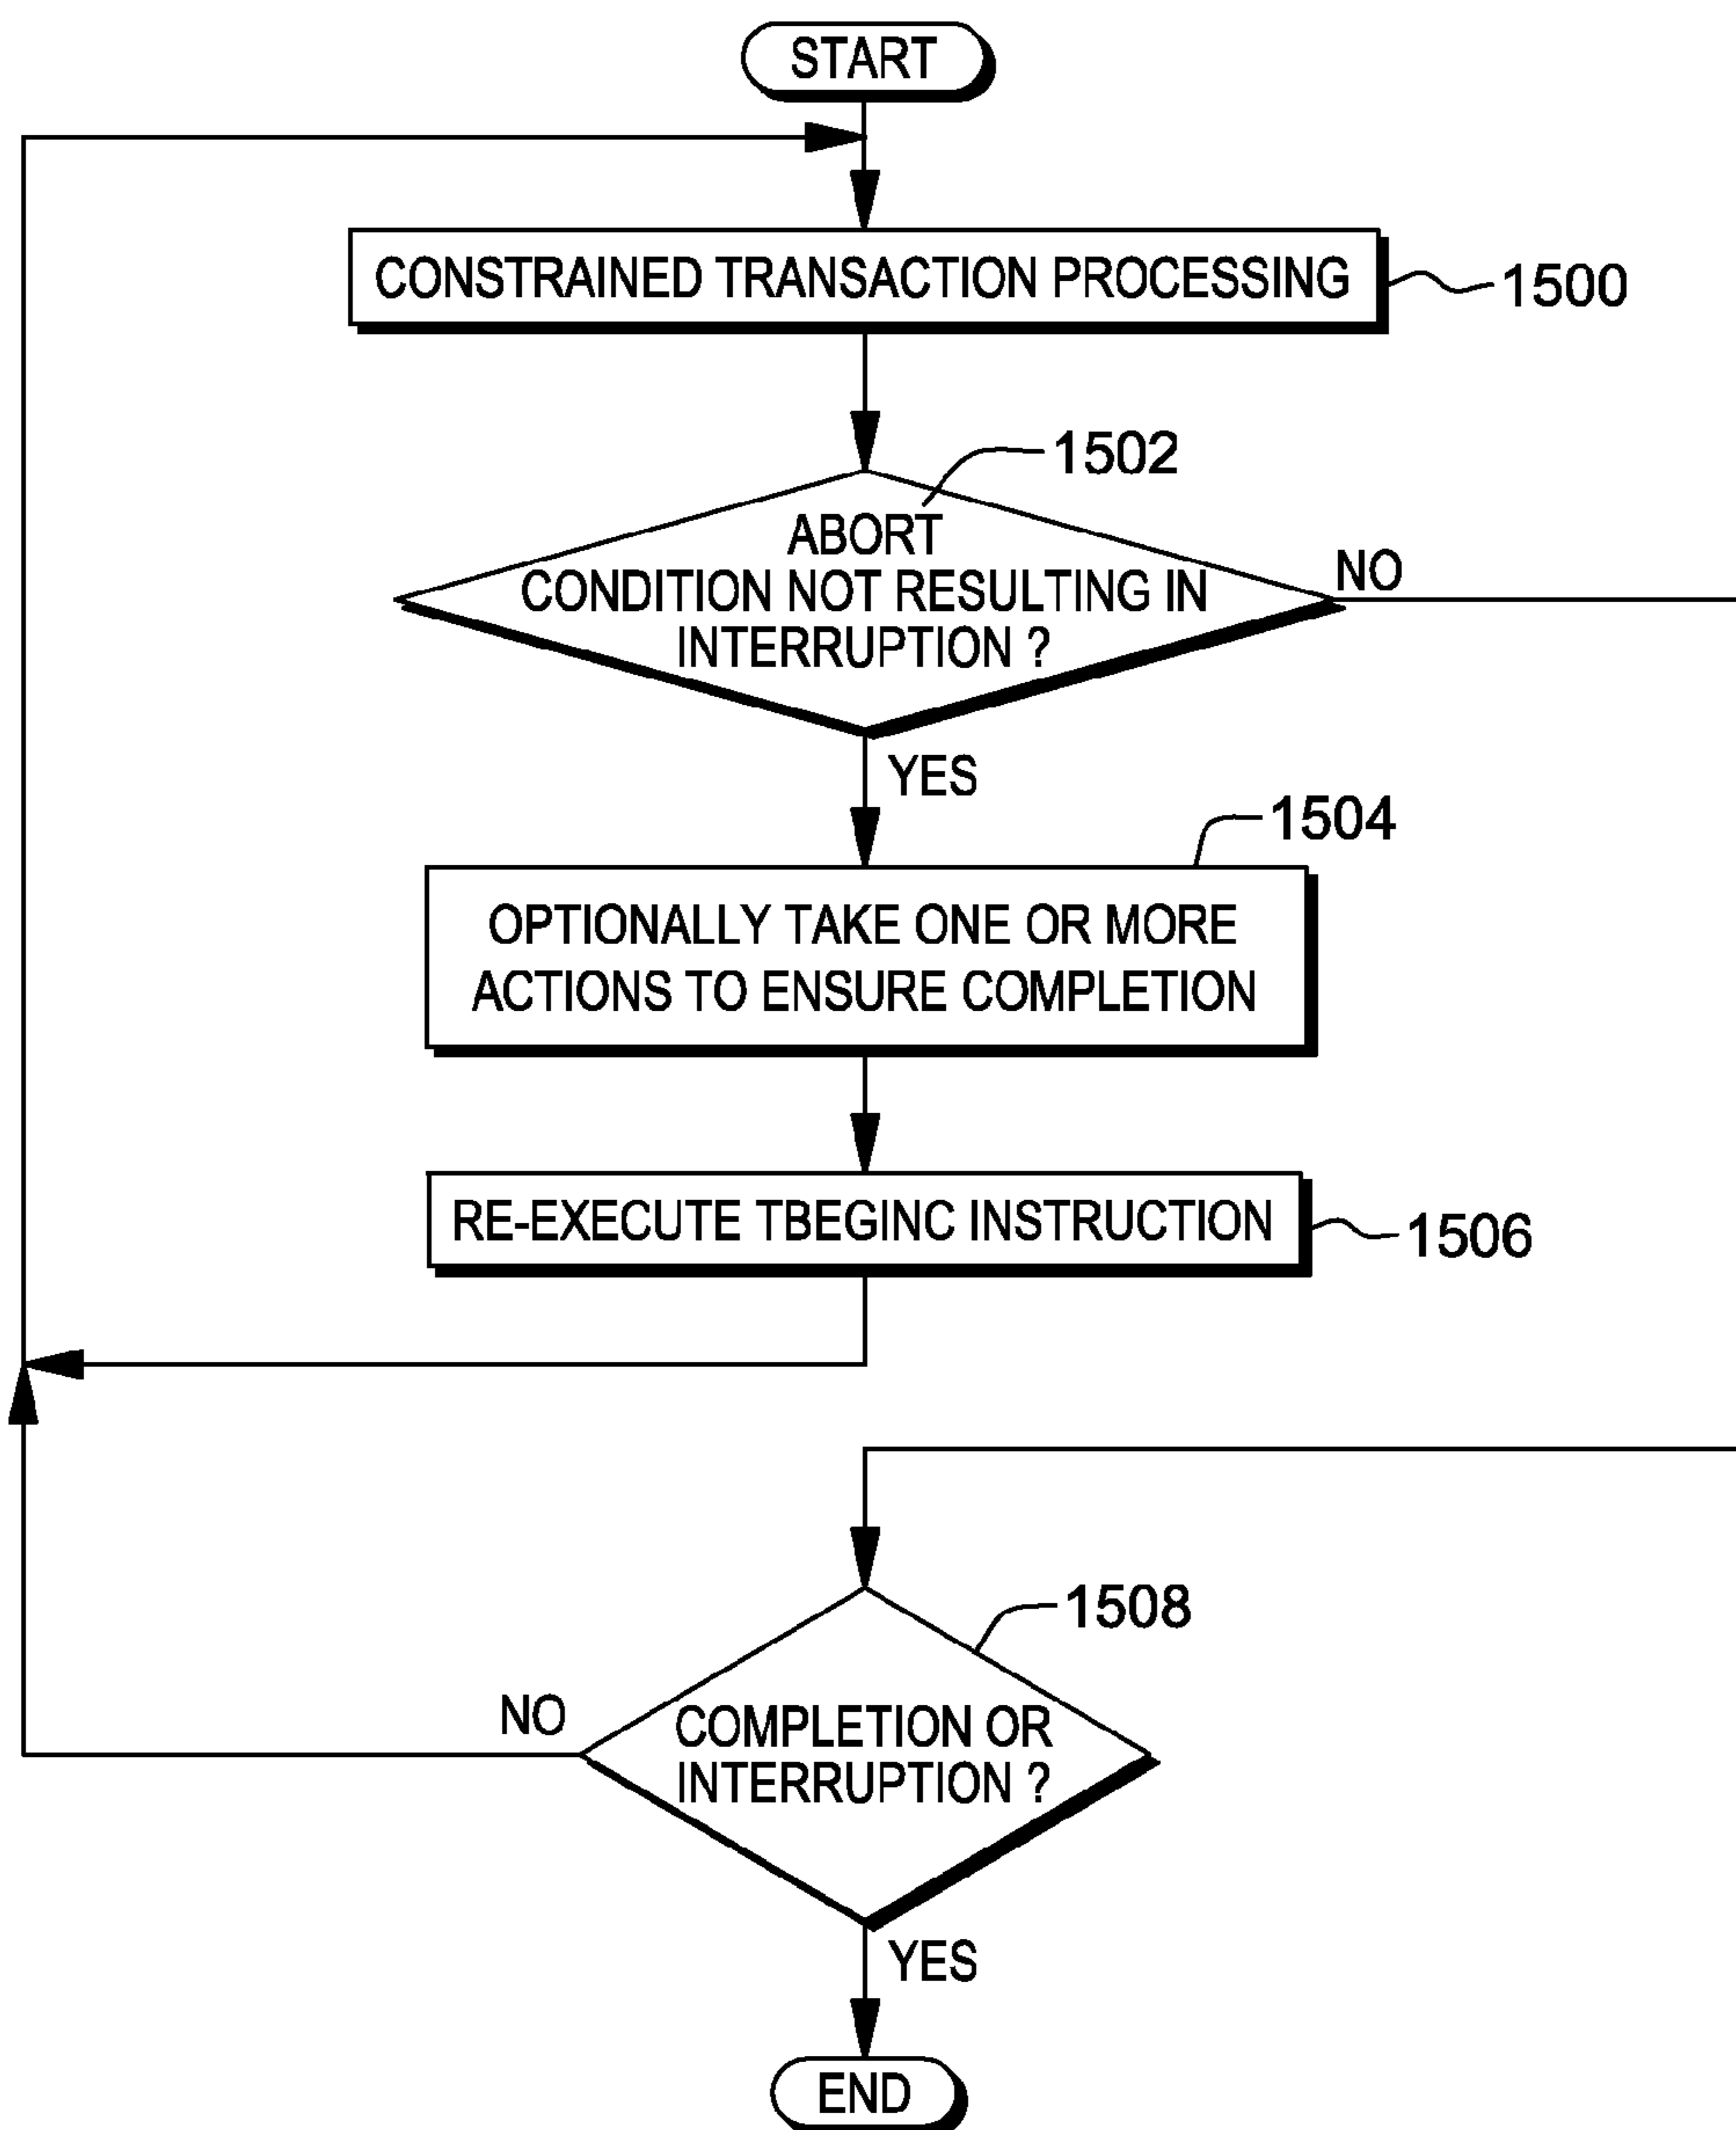 START
CONSTRAINED TRANSACTION PROCESSING
1500
1502
ABORT
CONDITION NOT RESULTING IN
INTERRUPTION ?
NO
YES
1504
OPTIONALLY TAKE ONE OR MORE
ACTIONS TO ENSURE COMPLETION
RE-EXECUTE TBEGINC INSTRUCTION
1506
1508
NO
COMPLETION OR
INTERRUPTION ?
YES
END